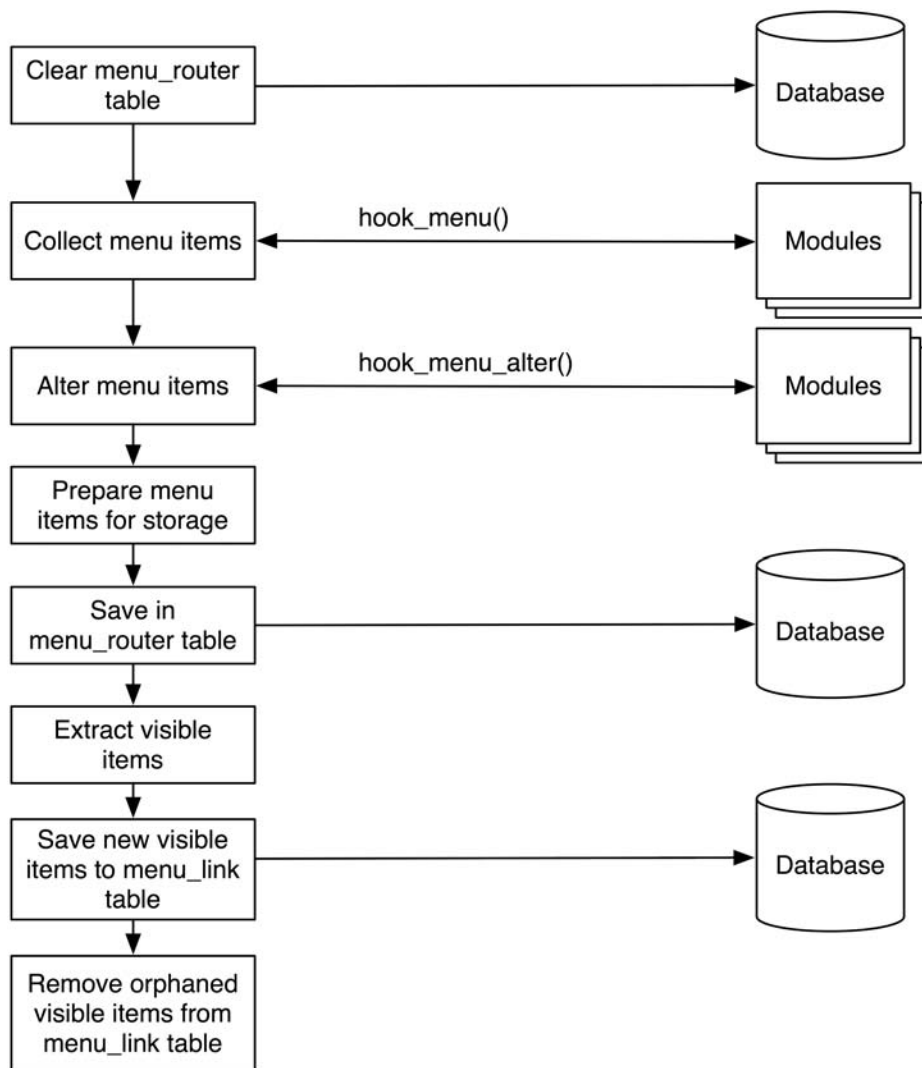 Clear menu_router
table
Database
Collect menu items
hook_menu()
Modules
Alter menu items
hook_menu_alter()
Modules
Prepare menu
items for storage
Save in
menu_router table
Database
Extract visible
items
Save new visible
items to menu_link
table
Database
Remove orphaned
visible items from
menu_link table